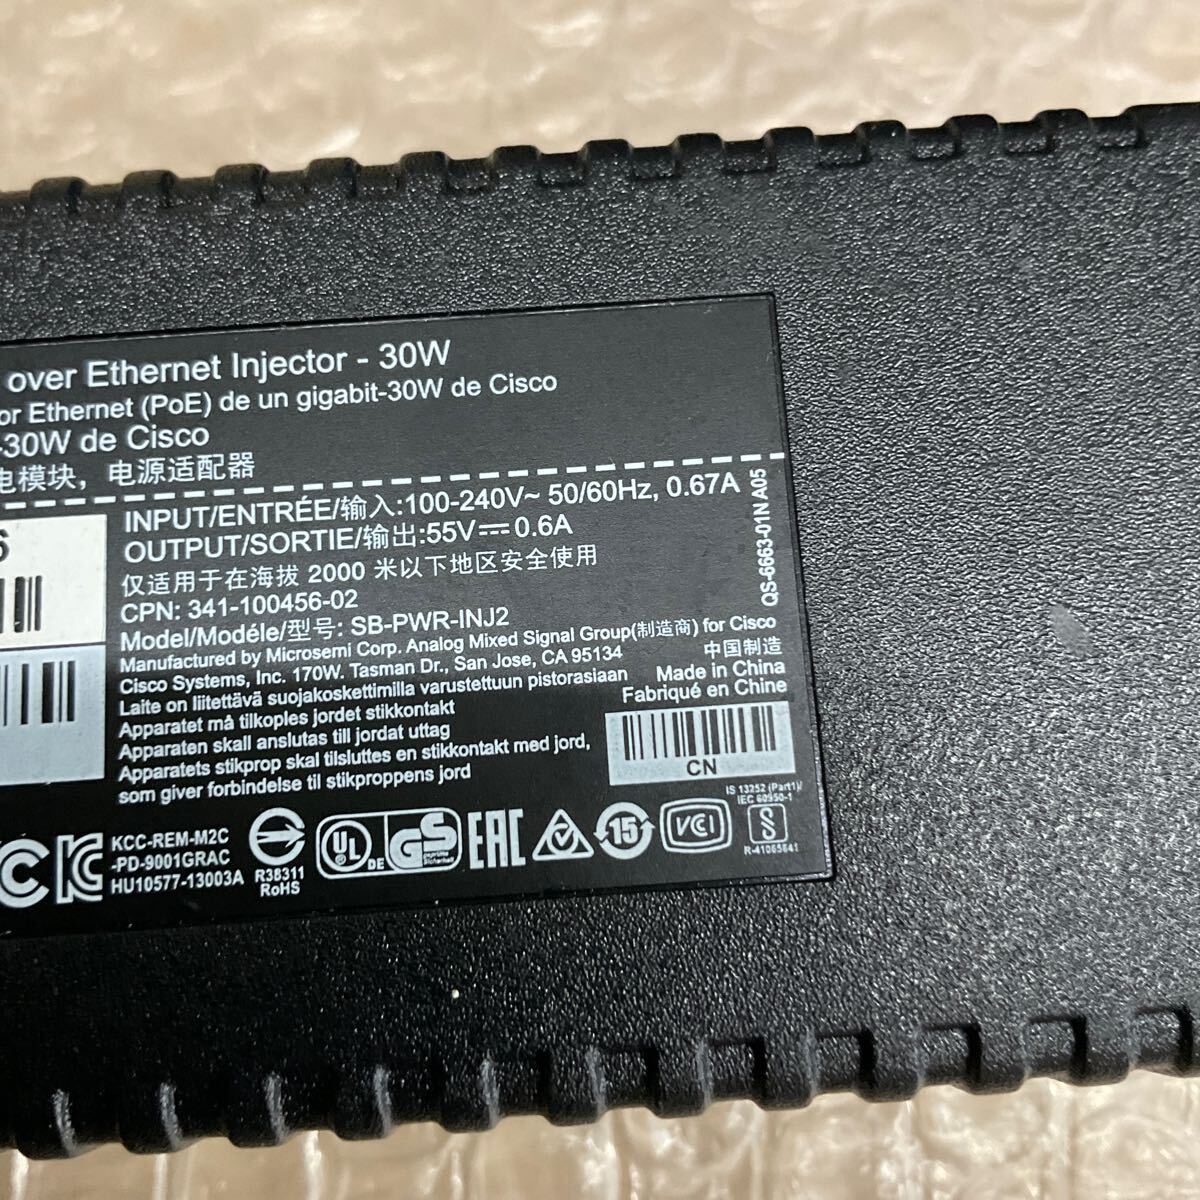 over Ethernet Injector - 30W
or Ethernet (PoE) de un gigabit-30W de Cisco
-30W de Cisco
电模块，电源适配器
INPUT/ENTRÉE/输入:100-240V~ 50/60Hz, 0.67A
OUTPUT/SORTIE/输出:55V⎓0.6A
仅适用于在海拔 2000 米以下地区安全使用
CPN: 341-100456-02
Model/Modéle/型号: SB-PWR-INJ2
Manufactured by Microsemi Corp. Analog Mixed Signal Group(制造商) for Cisco
Cisco Systems, Inc. 170W. Tasman Dr., San Jose, CA 95134
中国制造
Laite on liitettävä suojakoskettimilla varustettuun pistorasiaan
Made in China
Apparatet må tilkoples jordet stikkontakt
Fabriqué en Chine
Apparaten skall anslutas till jordat uttag
Apparatets stikprop skal tilsluttes en stikkontakt med jord,
som giver forbindelse til stikproppens jord
CN
QS-6663-01N A05
6
KCC-REM-M2C
-PD-9001GRAC
HU10577-13003A
R38311
RoHS
UL
DE
GS
geprüfte
Sicherheit
EAC
15
VCI
IS 13252 (Part1)/
IEC 60950-1
R-41065641